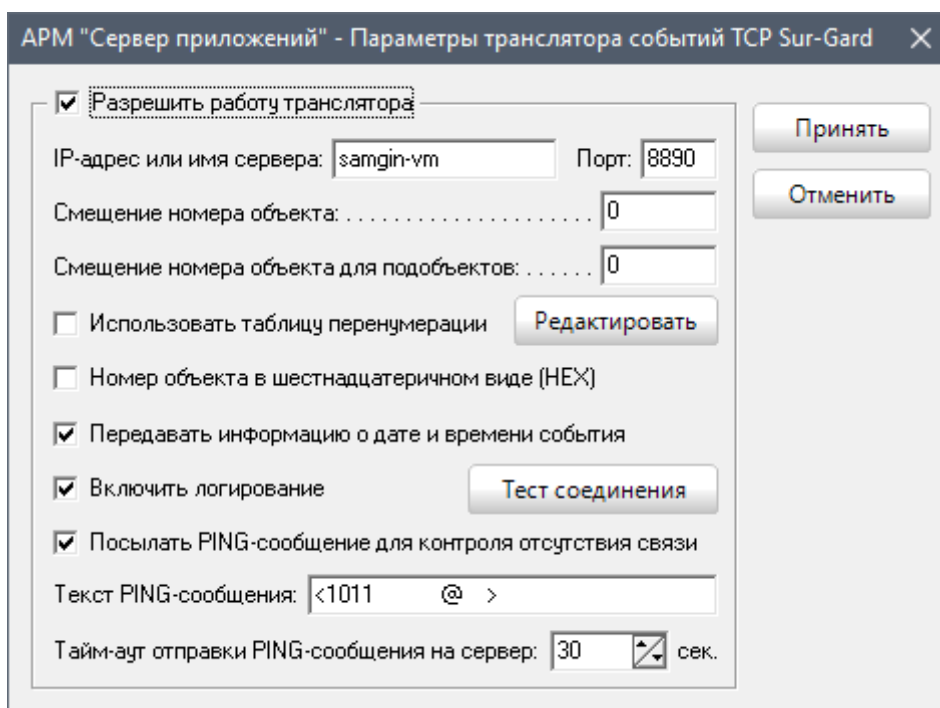 АРМ "Сервер приложений" - Параметры транслятора событий TCP Sur-Gard
Разрешить работу транслятора
Принять
IP-адрес или имя сервера: samgin-vm Порт: 8890
Отменить
Смещение номера объекта: . . . . . . . . . . . . . . . . . . . . . 0
Смещение номера объекта для подобъектов: . . . . . . 0
Использовать таблицу перенумерации Редактировать
Номер объекта в шестнадцатеричном виде (HEX)
Передавать информацию о дате и времени события
Включить логирование Тест соединения
Посылать PING-сообщение для контроля отсутствия связи
Текст PING-сообщения: <1011 @ >
Тайм-аут отправки PING-сообщения на сервер: 30 сек.